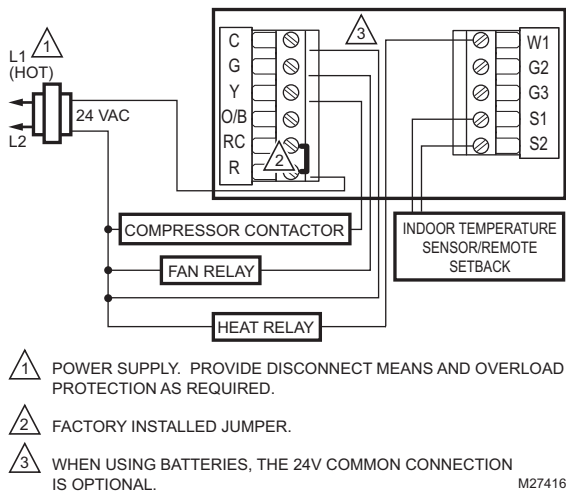 L1
(HOT)
1
L2
24 VAC
C
G
Y
O/B
RC
R
2
3
W1
G2
G3
S1
S2
COMPRESSOR CONTACTOR
FAN RELAY
HEAT RELAY
INDOOR TEMPERATURE
SENSOR/REMOTE
SETBACK
1 POWER SUPPLY. PROVIDE DISCONNECT MEANS AND OVERLOAD
PROTECTION AS REQUIRED.
2 FACTORY INSTALLED JUMPER.
3 WHEN USING BATTERIES, THE 24V COMMON CONNECTION
IS OPTIONAL.
M27416